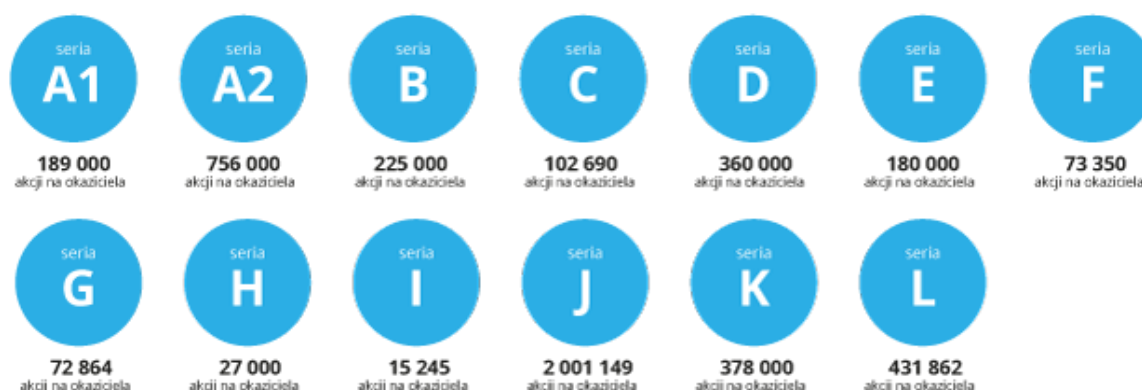 seria seria seria seria seria seria seria
A1 A2 B C D E F
189 000 756 000 225 000 102 690 360 000 180 000 73 350
akcji na okaziciela akcji na okaziciela akcji na okaziciela akcji na okaziciela akcji na okaziciela akcji na okaziciela akcji na okaziciela
seria seria seria seria seria seria
G H I J K L
72 864 27 000 15 245 2 001 149 378 000 431 862
akcji na okaziciela akcji na okaziciela akcji na okaziciela akcji na okaziciela akcji na okaziciela akcji na okaziciela